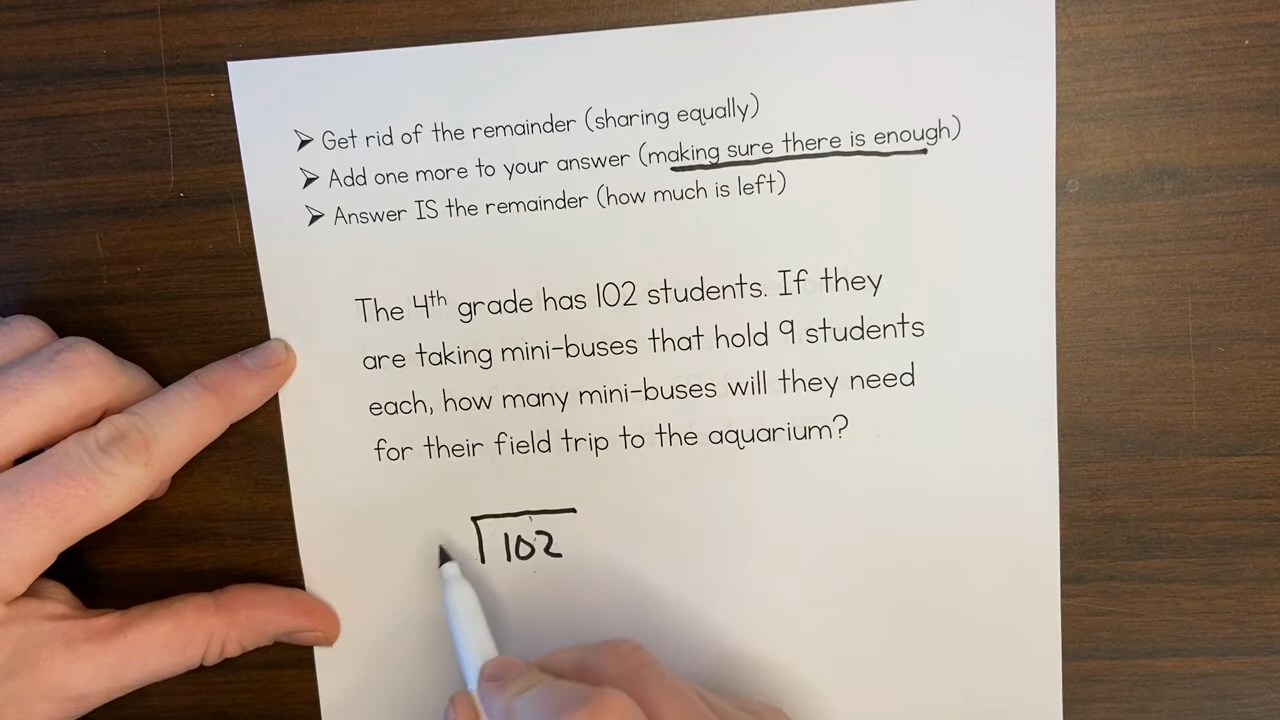 ➤ Get rid of the remainder (sharing equally)
➤ Add one more to your answer (making sure there is enough)
➤ Answer IS the remainder (how much is left)
The 4th grade has 102 students. If they
are taking mini-buses that hold 9 students
each, how many mini-buses will they need
for their field trip to the aquarium?
102